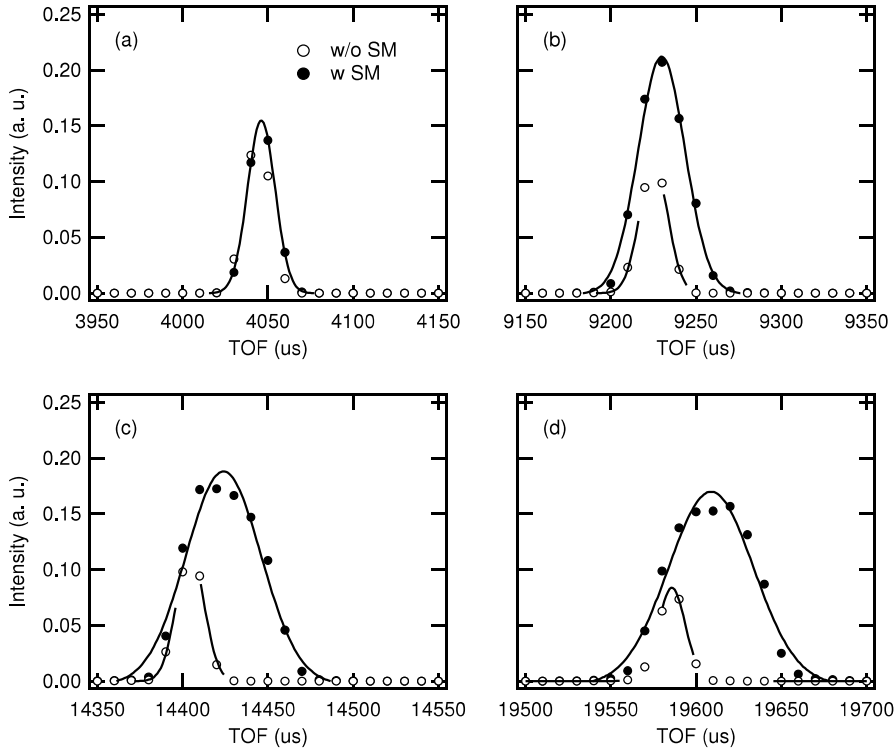 0.25
0.20
0.15
0.10
0.05
0.00
Intensity (a. u.)
(a)
w/o SM
w SM
3950 4000 4050 4100 4150
TOF (us)
(b)
9150 9200 9250 9300 9350
TOF (us)
0.25
0.20
0.15
0.10
0.05
0.00
Intensity (a. u.)
(c)
14350 14400 14450 14500 14550
TOF (us)
(d)
19500 19550 19600 19650 19700
TOF (us)